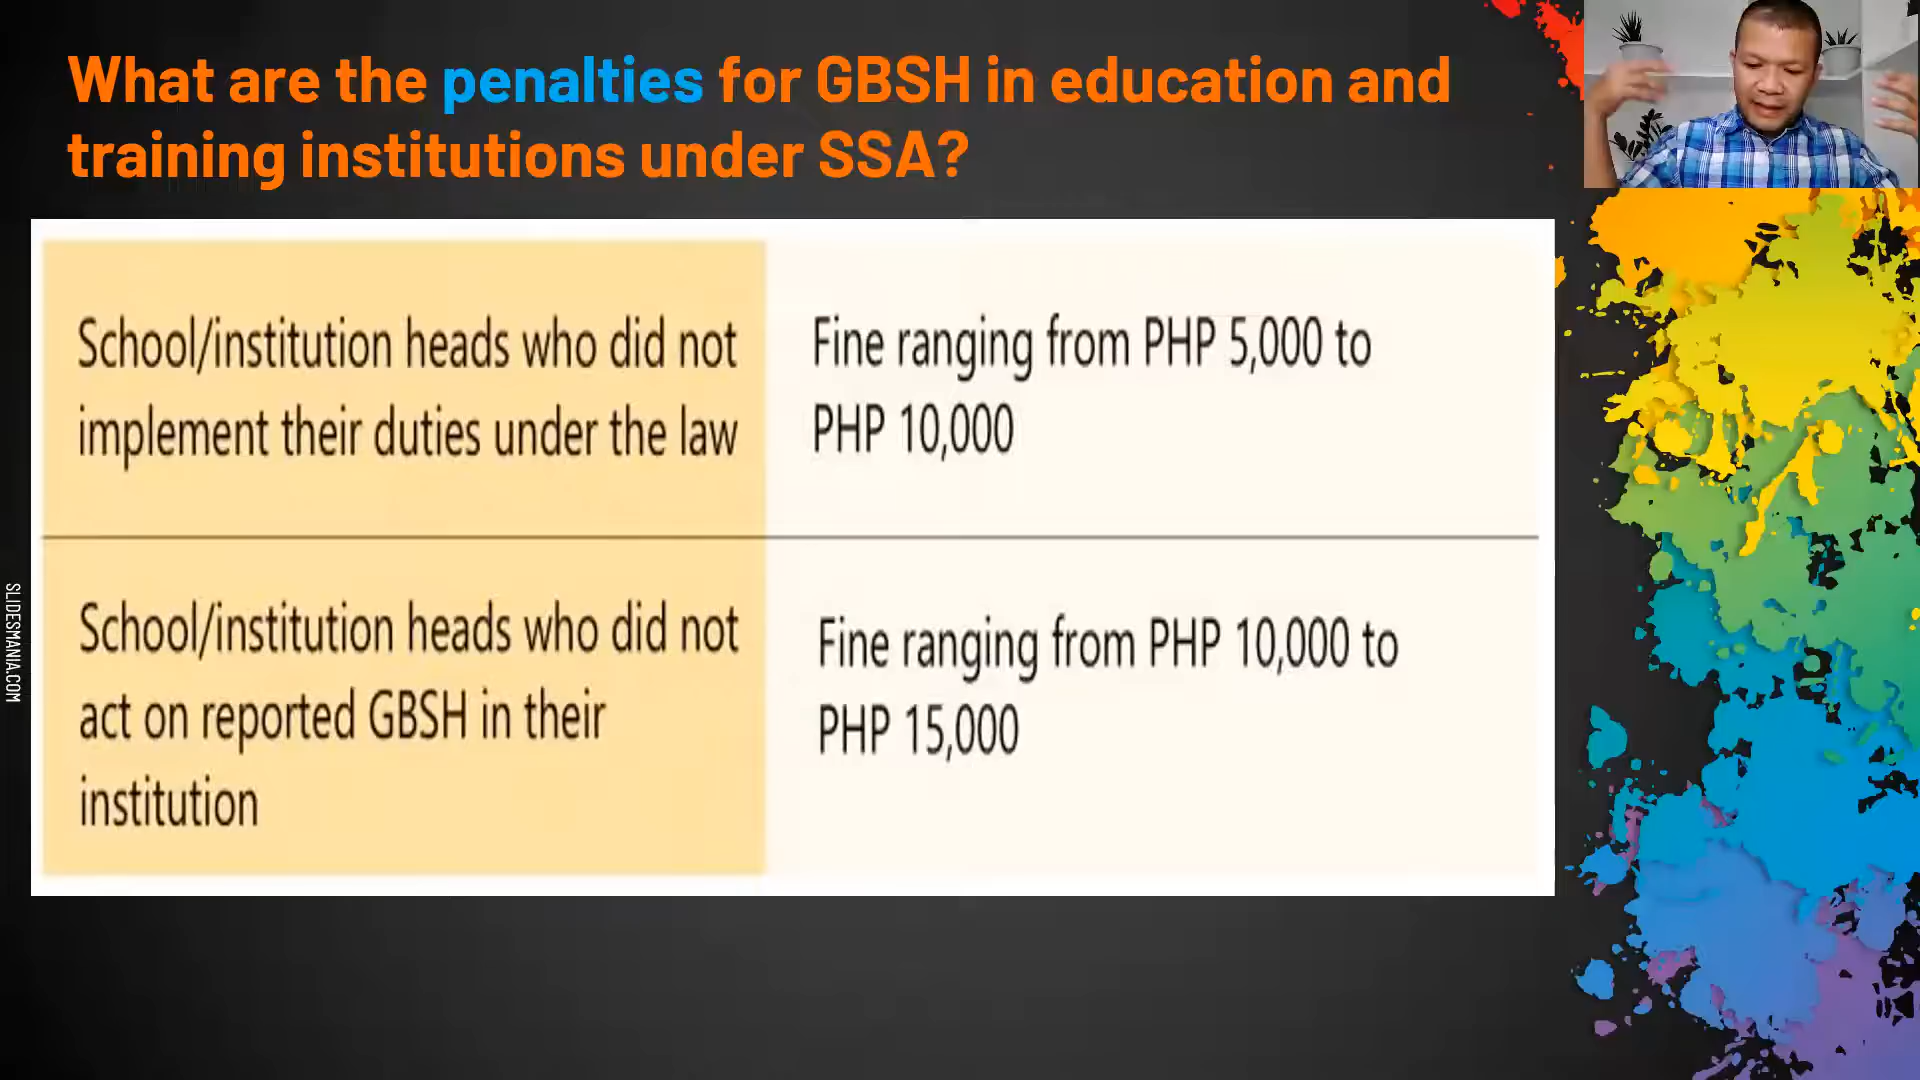 What are the penalties for GBSH in education and
training institutions under SSA?
School/institution heads who did not
implement their duties under the law
Fine ranging from PHP 5,000 to
PHP 10,000
School/institution heads who did not
act on reported GBSH in their
institution
Fine ranging from PHP 10,000 to
PHP 15,000
SLIDESMANIA.COM